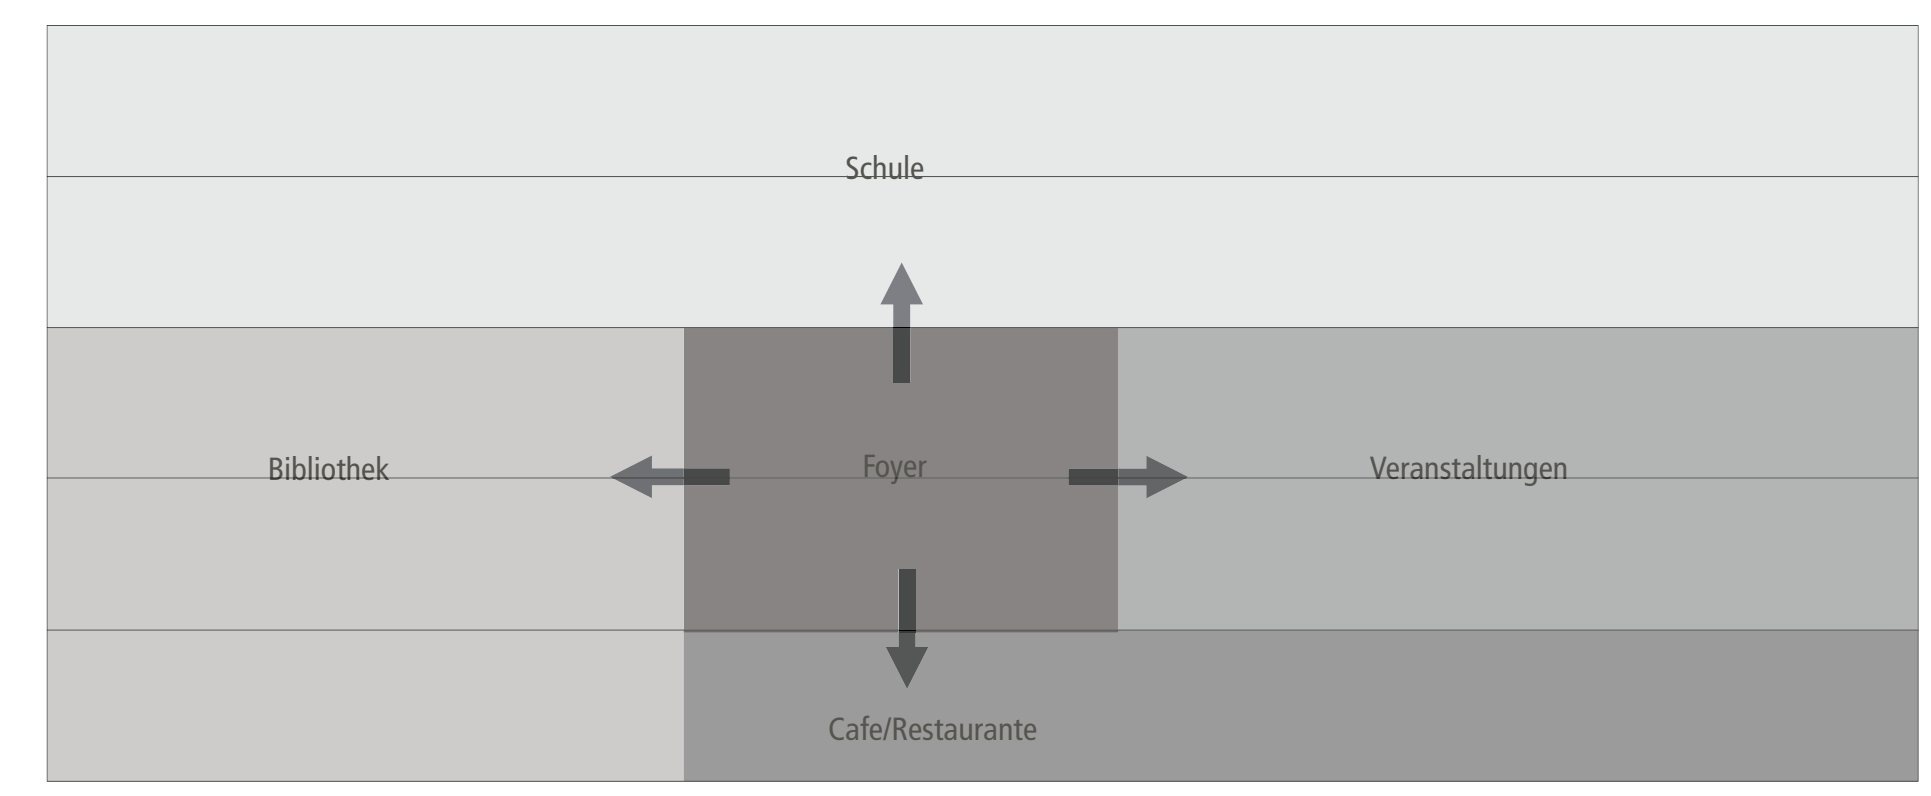 Schule
Bibliothek
Foyer
Veranstaltungen
Cafe/Restaurante